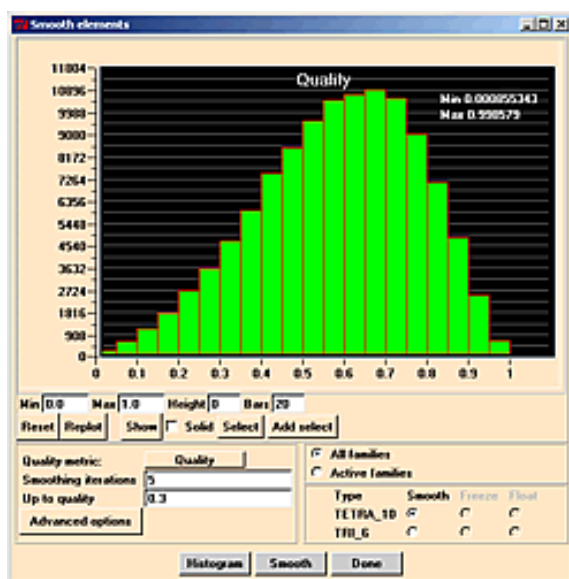 Smooth elements
Quality
Min 0.000855343
Max 0.998579
11804
10896
9988
9080
8172
7264
6356
5448
4540
3632
2724
1816
908
0
0 0.1 0.2 0.3 0.4 0.5 0.6 0.7 0.8 0.9 1
Min 0.0 Max 1.0 Height 0 Bars 20
Reset Replot Show Solid Select Add select
Quality metric: Quality
Smoothing iterations 5
Up to quality 0.3
Advanced options
All families
Active families
Type Smooth Freeze Float
TETRA_10
TRI_6
Histogram Smooth Done